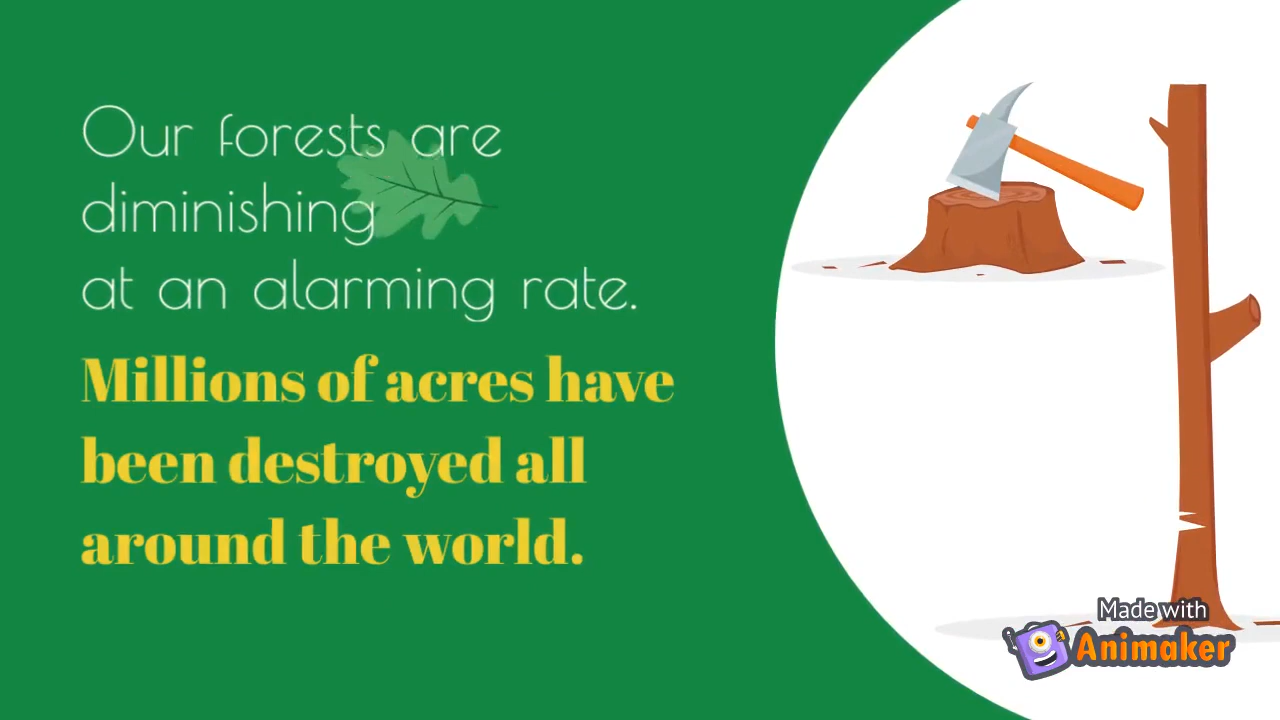 Our forests are
diminishing
at an alarming rate.
Millions of acres have
been destroyed all
around the world.
Made with
Animaker